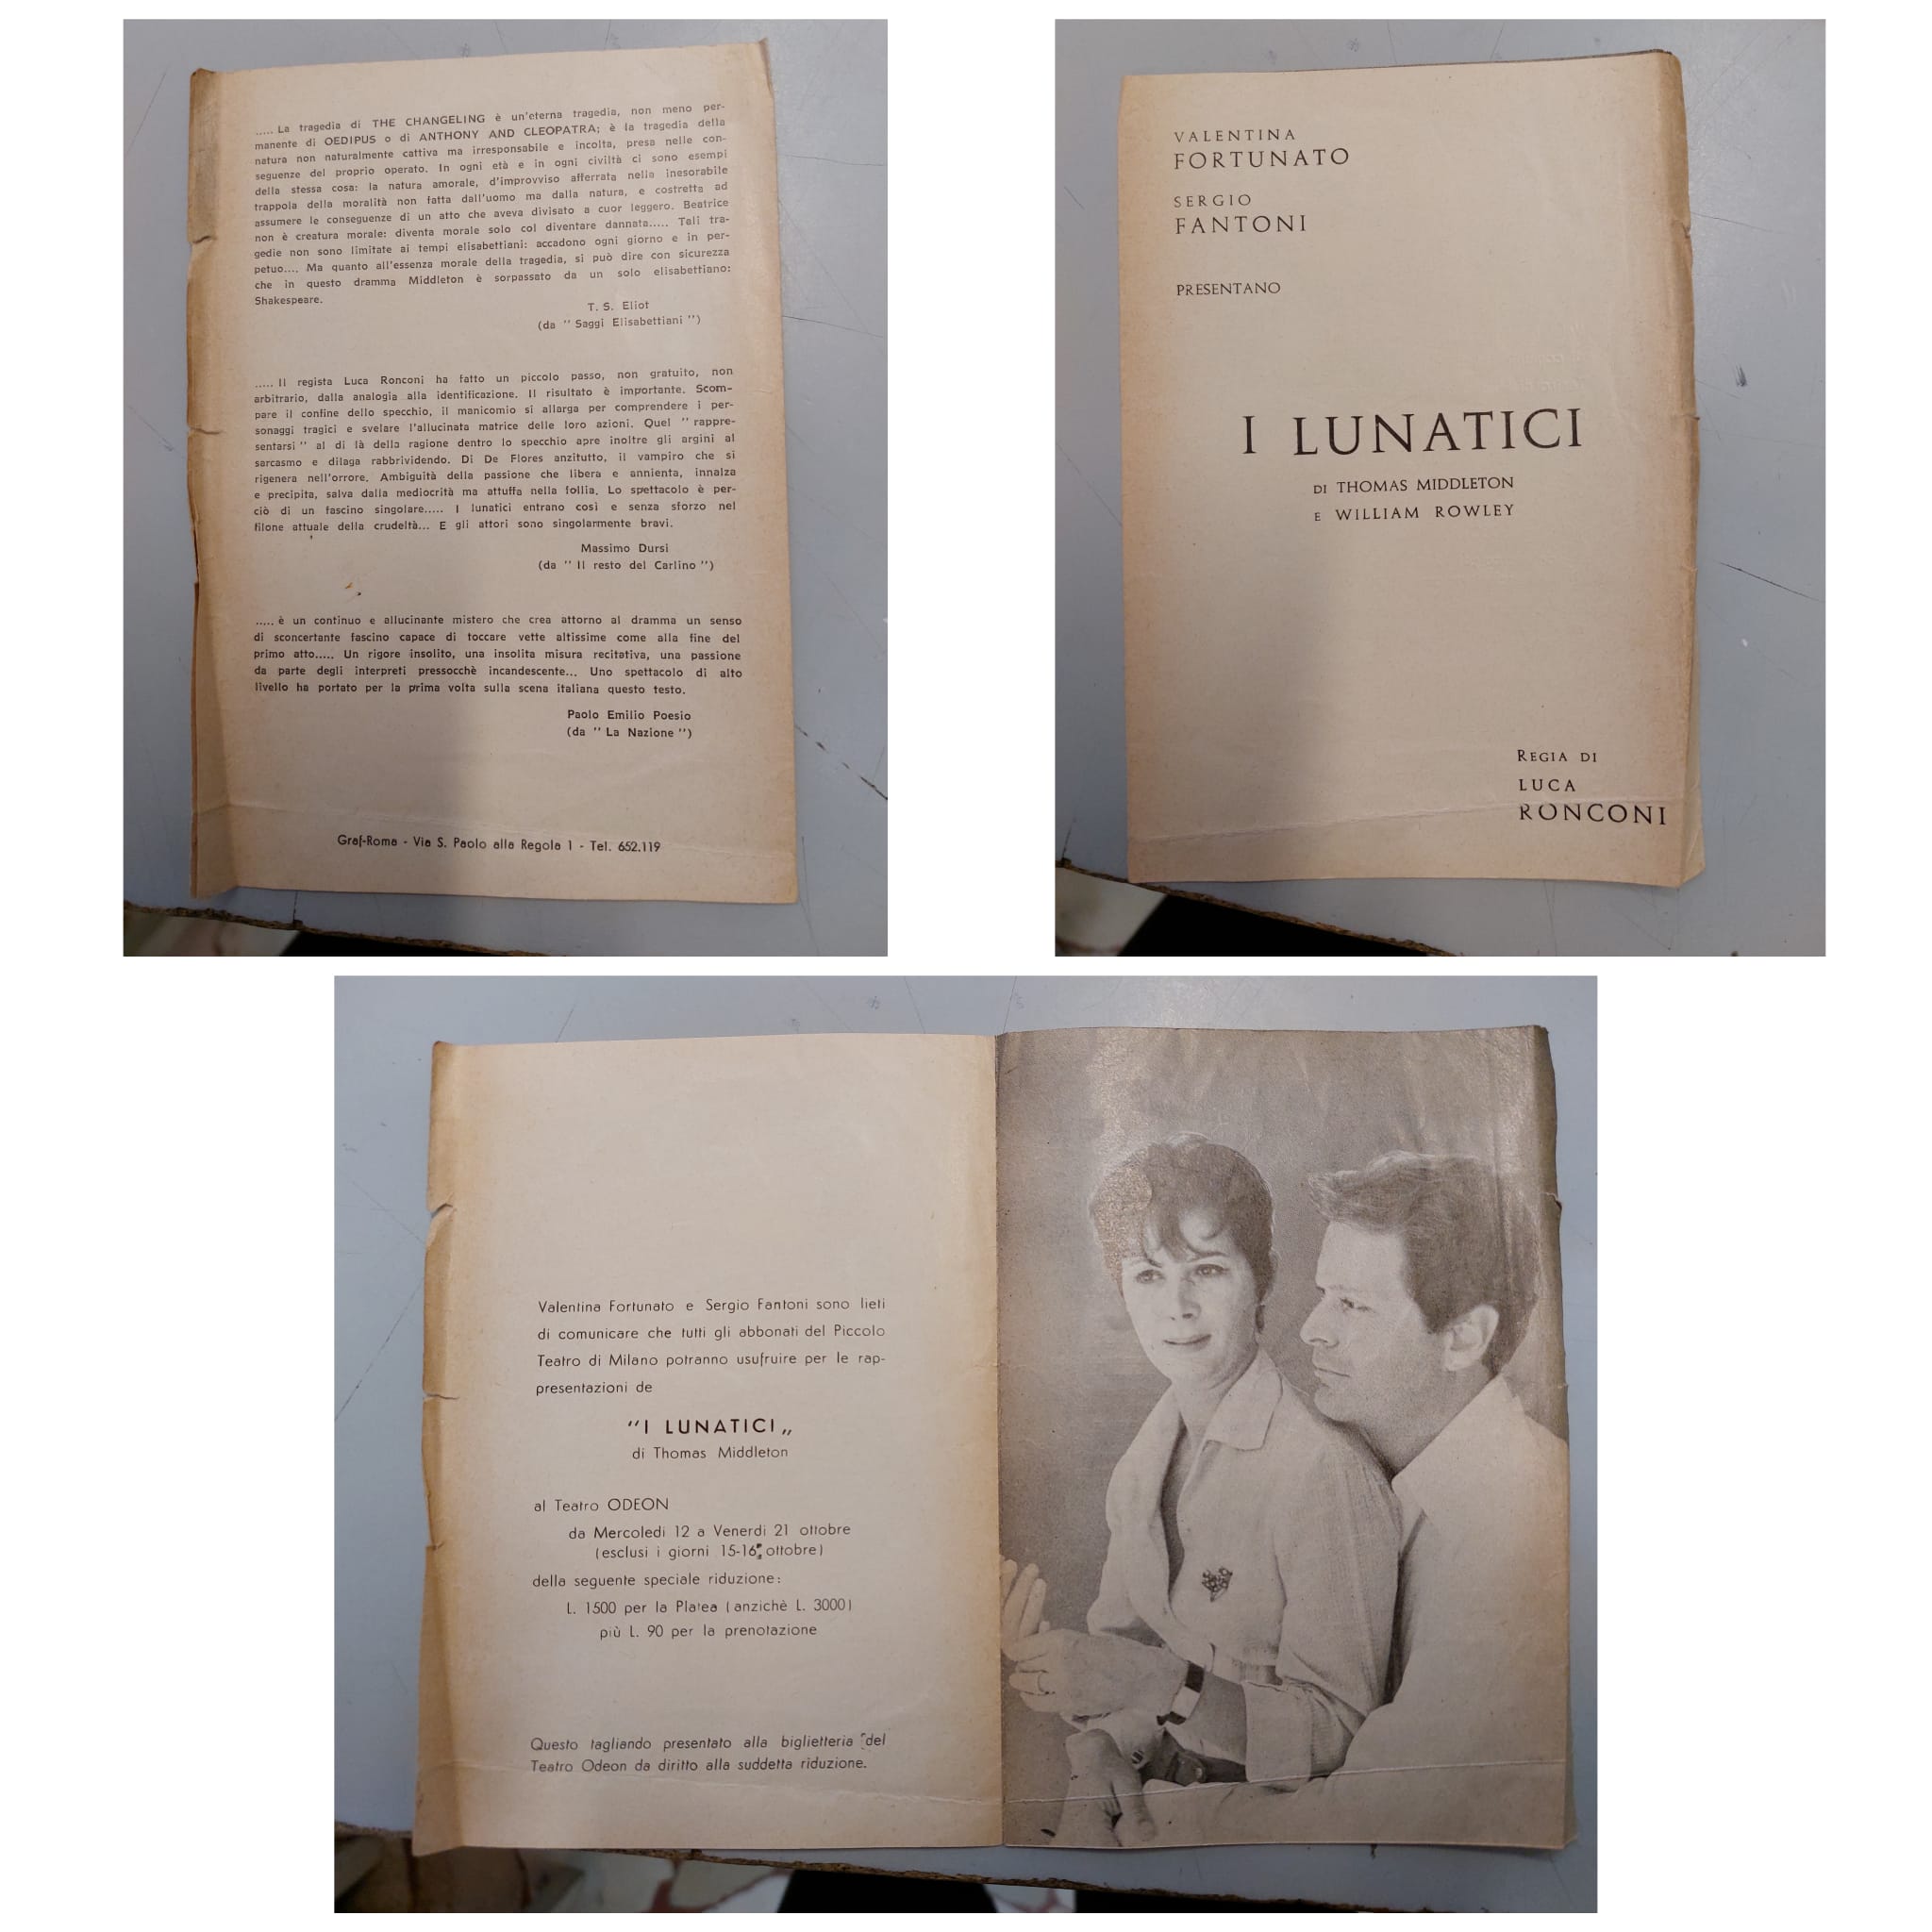 ..... La tragedia di THE CHANGELING è un'eterna tragedia, non meno per-
manente di OEDIPUS o di ANTHONY AND CLEOPATRA; è la tragedia della
natura non naturalmente cattiva ma irresponsabile e incolta, presa nelle con-
seguenze del proprio operato. In ogni età e in ogni civiltà ci sono esempi
della stessa cosa: la natura amorale, d'improvviso afferrata nella inesorabile
trappola della moralità non fatta dall'uomo ma dalla natura, e costretta ad
assumere le conseguenze di un atto che aveva divisato a cuor leggero. Beatrice
non è creatura morale: diventa morale solo col diventare dannata..... Tali tra-
gedie non sono limitate ai tempi elisabettiani: accadono ogni giorno e in per-
petuo.... Ma quanto all'essenza morale della tragedia, si può dire con sicurezza
che in questo dramma Middleton è sorpassato da un solo elisabettiano:
Shakespeare.
T. S. Eliot
(da " Saggi Elisabettiani ")
..... Il regista Luca Ronconi ha fatto un piccolo passo, non gratuito, non
arbitrario, dalla analogia alla identificazione. Il risultato è importante. Scom-
pare il confine dello specchio, il manicomio si allarga per comprendere i per-
sonaggi tragici e svelare l'allucinata matrice delle loro azioni. Quel " rappre-
sentarsi " al di là della ragione dentro lo specchio apre inoltre gli argini al
sarcasmo e dilaga rabbrividendo. Di De Flores anzitutto, il vampiro che si
rigenera nell'orrore. Ambiguità della passione che libera e annienta, innalza
e precipita, salva dalla mediocrità ma attuffa nella follia. Lo spettacolo è per-
ciò di un fascino singolare..... I lunatici entrano così e senza sforzo nel
filone attuale della crudeltà... E gli attori sono singolarmente bravi.
Massimo Dursi
(da " Il resto del Carlino ")
..... è un continuo e allucinante mistero che crea attorno al dramma un senso
di sconcertante fascino capace di toccare vette altissime come alla fine del
primo atto..... Un rigore insolito, una insolita misura recitativa, una passione
da parte degli interpreti pressocchè incandescente... Uno spettacolo di alto
livello ha portato per la prima volta sulla scena italiana questo testo.
Paolo Emilio Poesio
(da " La Nazione ")
Graf-Roma - Via S. Paolo alla Regola 1 - Tel. 652.119
VALENTINA
FORTUNATO
SERGIO
FANTONI
PRESENTANO
I LUNATICI
DI THOMAS MIDDLETON
E WILLIAM ROWLEY
REGIA DI
LUCA
RONCONI
Valentina Fortunato e Sergio Fantoni sono lieti
di comunicare che tutti gli abbonati del Piccolo
Teatro di Milano potranno usufruire per le rap-
presentazioni de
"I LUNATICI„
di Thomas Middleton
al Teatro ODEON
da Mercoledi 12 a Venerdi 21 ottobre
(esclusi i giorni 15-16 ottobre)
della seguente speciale riduzione:
L. 1500 per la Platea (anzichè L. 3000)
più L. 90 per la prenotazione
Questo tagliando presentato alla biglietteria del
Teatro Odeon da diritto alla suddetta riduzione.